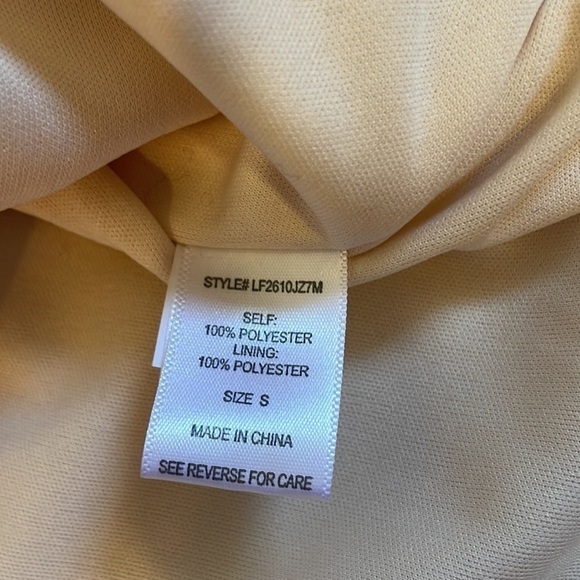 STYLE# LF2610JZ7M
SELF:
100% POLYESTER
LINING:
100% POLYESTER
SIZE S
MADE IN CHINA
SEE REVERSE FOR CARE